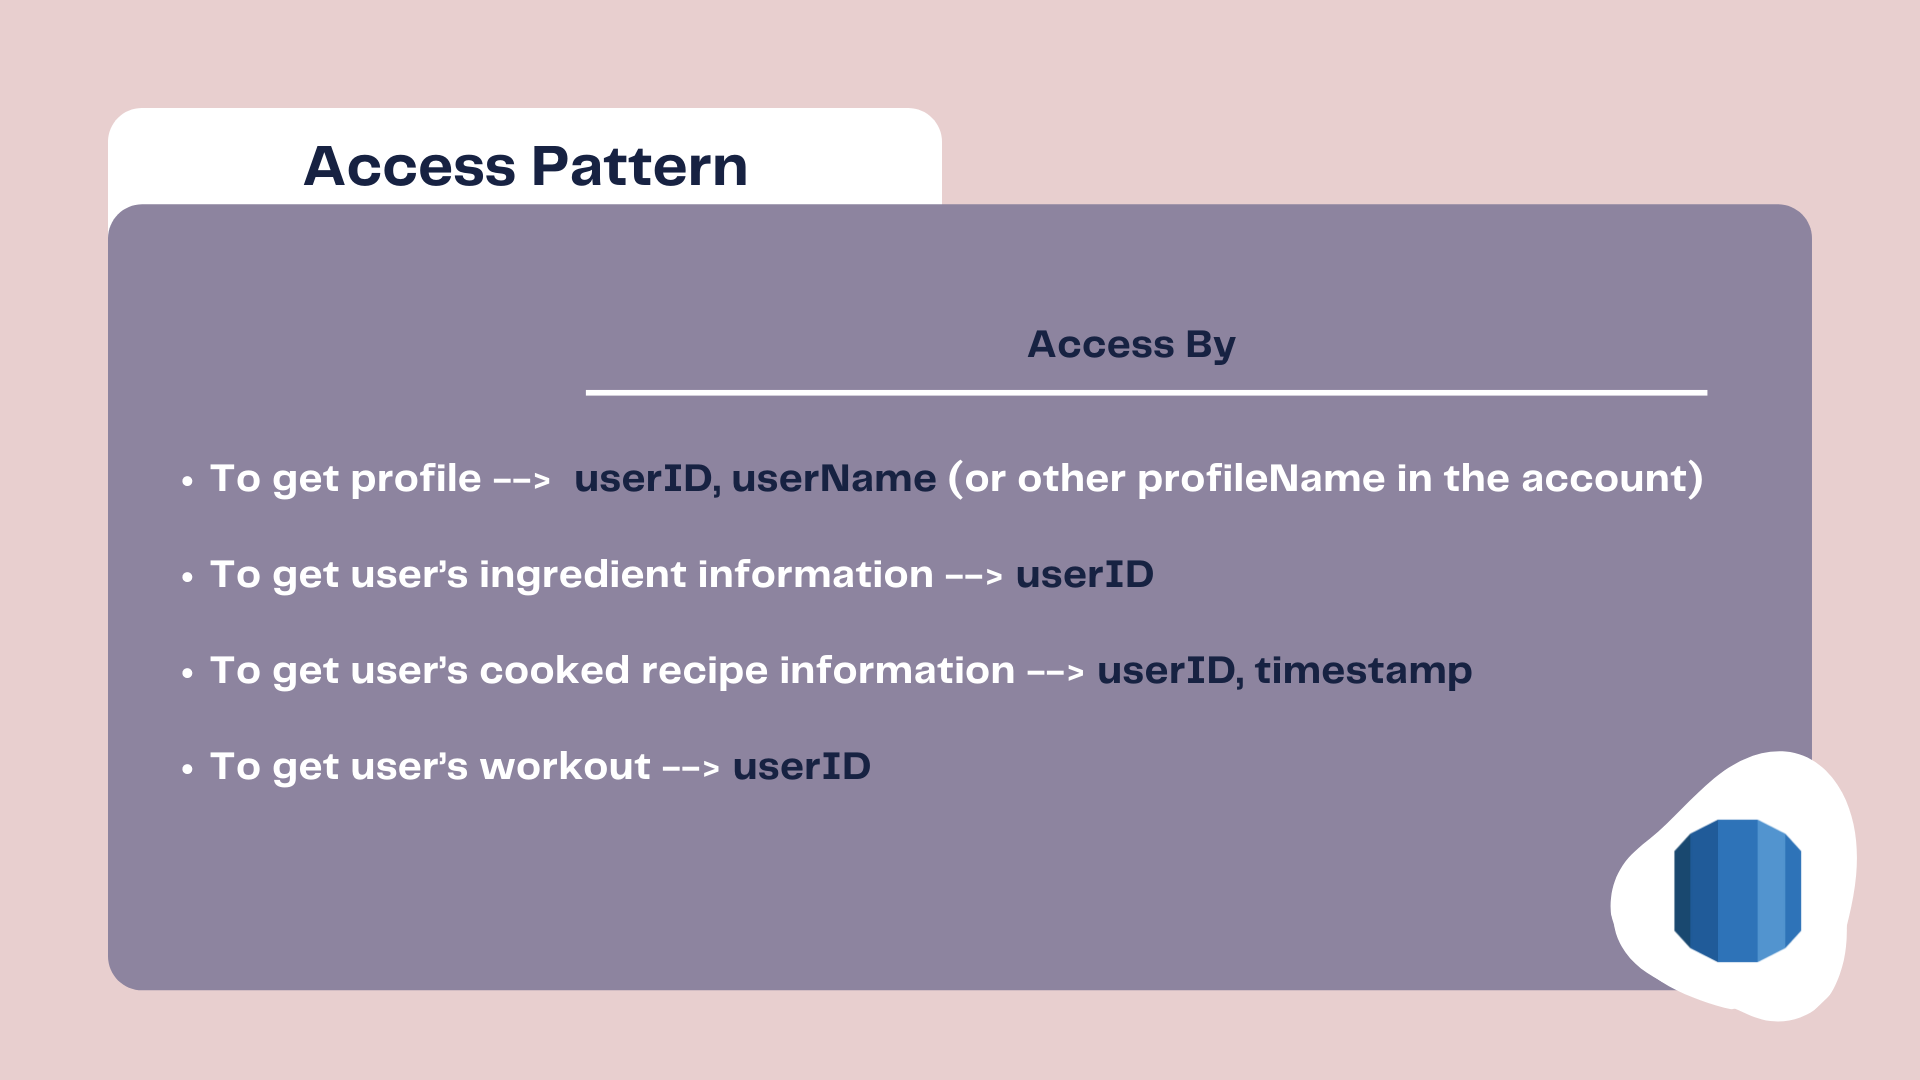 Access Pattern
Access By
• To get profile --> userID, userName (or other profileName in the account)
• To get user’s ingredient information --> userID
• To get user’s cooked recipe information --> userID, timestamp
• To get user’s workout --> userID